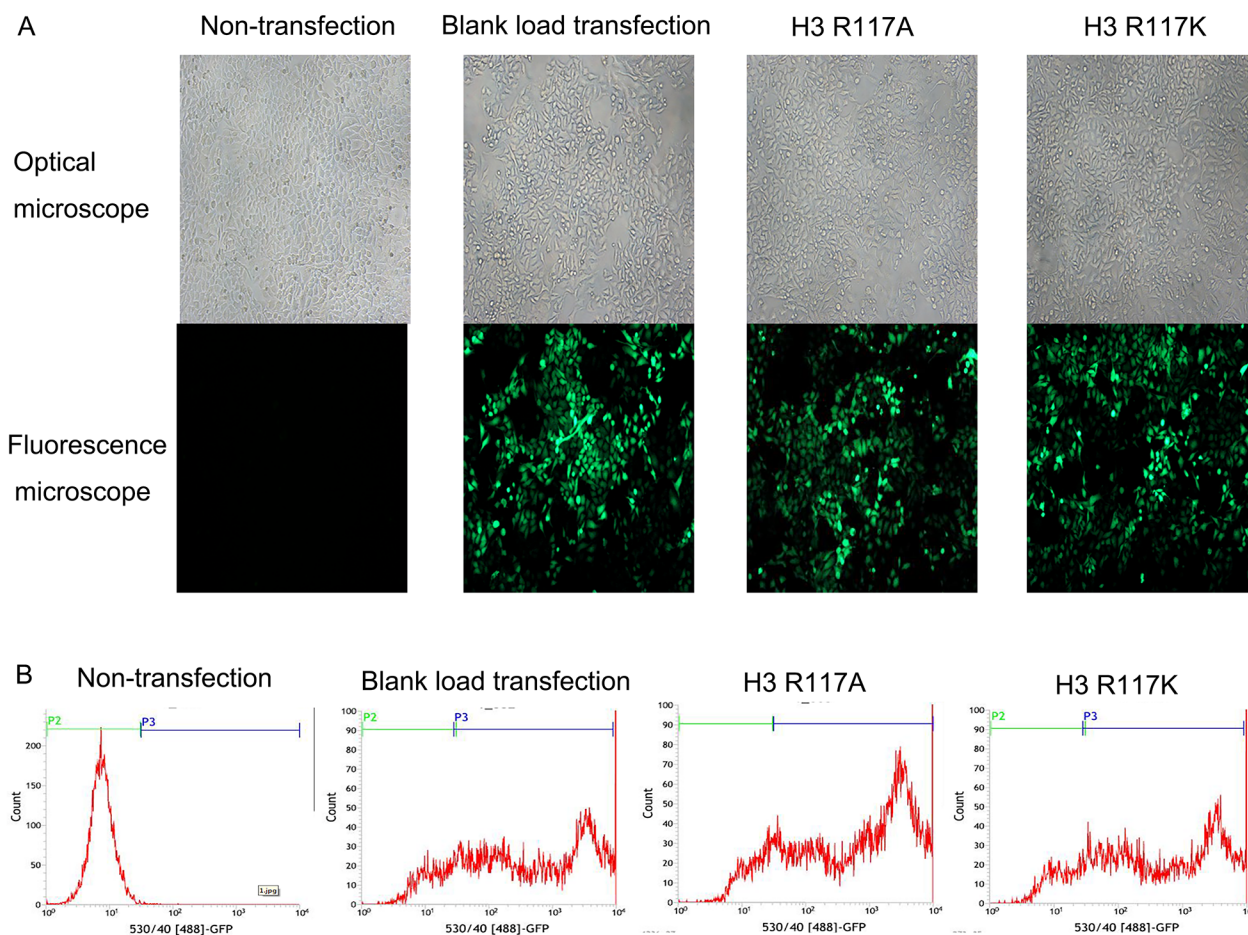 A
Non-transfection
Blank load transfection
H3 R117A
H3 R117K
Optical
microscope
Fluorescence
microscope
B
Non-transfection
Blank load transfection
H3 R117A
H3 R117K
P2 P3
200
150
100
50
0
Count
1.jpg
10⁰ 10¹ 10² 10³ 10⁴
530/40 [488]-GFP
P2 P3
100
90
80
70
60
50
40
30
20
10
0
Count
10⁰ 10¹ 10² 10³ 10⁴
530/40 [488]-GFP
100
90
80
70
60
50
40
30
20
10
0
Count
10⁰ 10¹ 10² 10³ 10⁴
530/40 [488]-GFP
P2 P3
100
90
80
70
60
50
40
30
20
10
0
Count
10⁰ 10¹ 10² 10³ 10⁴
530/40 [488]-GFP